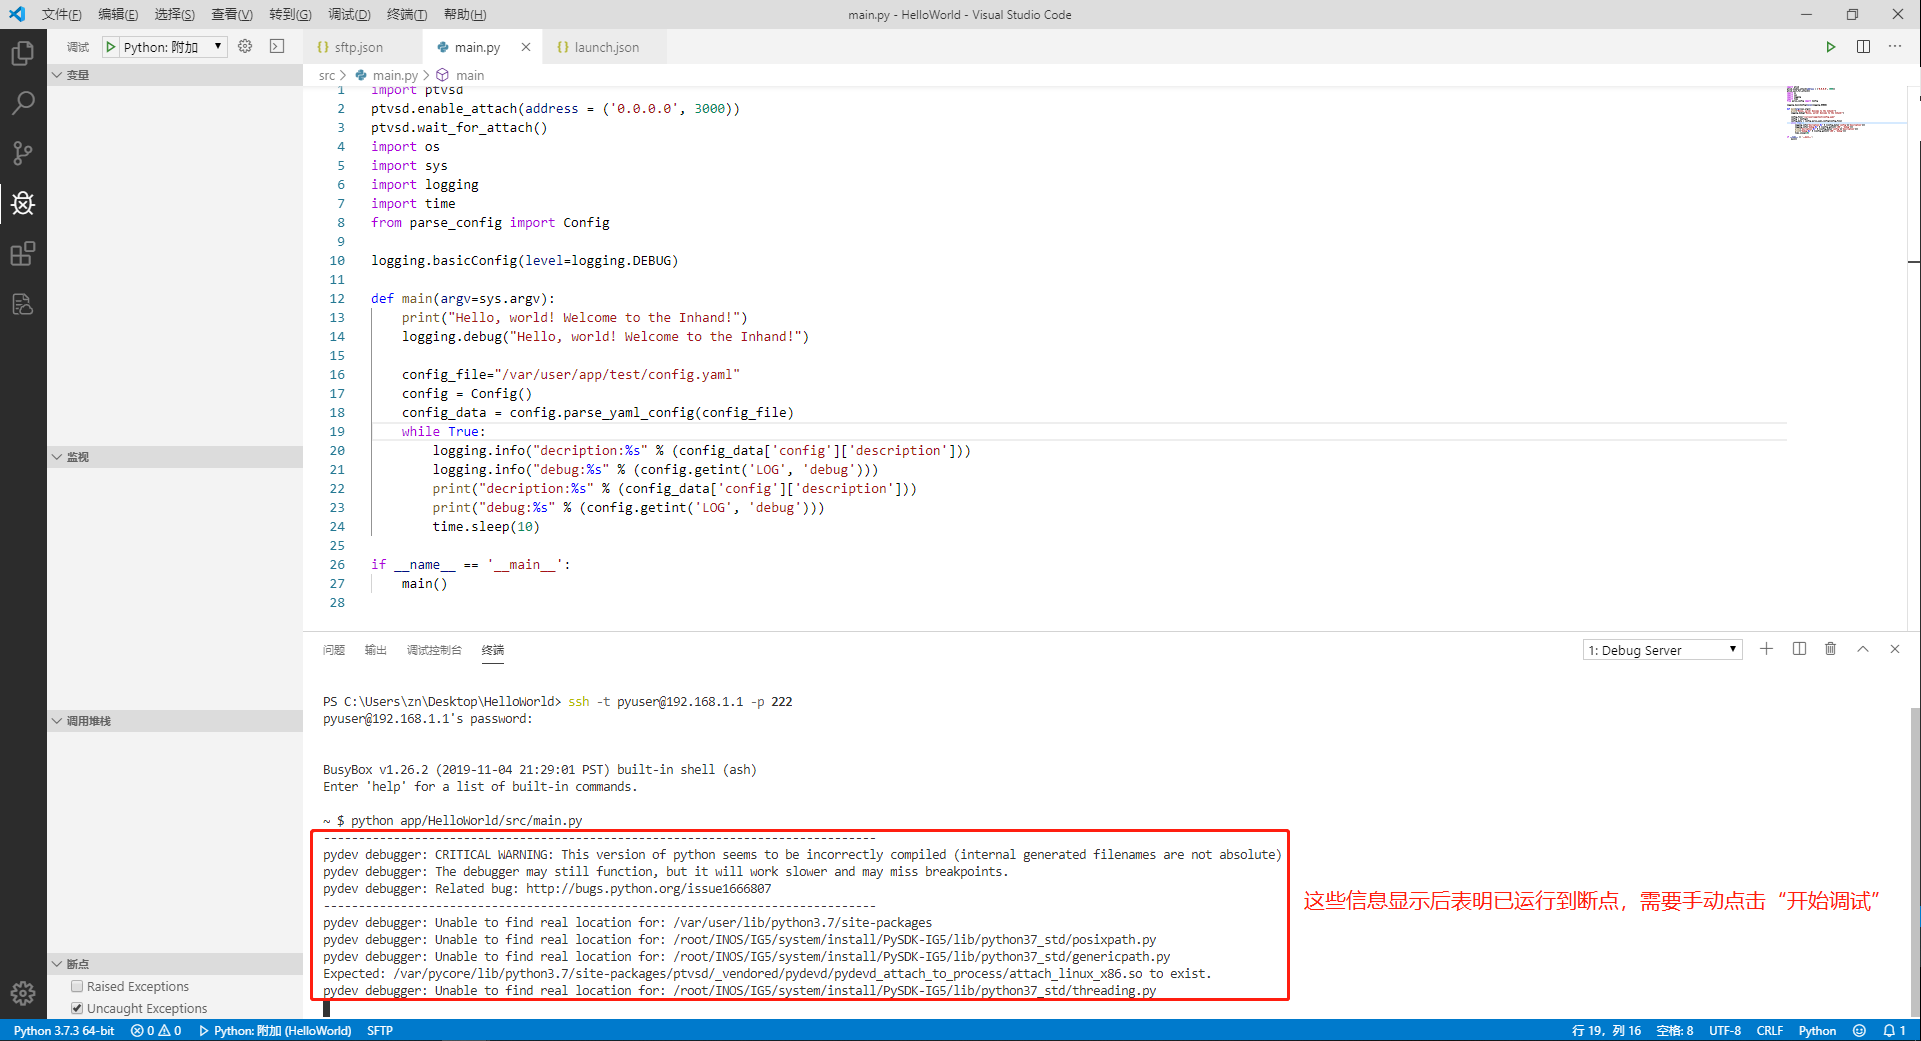 文件(F) 编辑(E) 选择(S) 查看(V) 转到(G) 调试(D) 终端(T) 帮助(H)
main.py - HelloWorld - Visual Studio Code
调试 Python: 附加
{} sftp.json main.py {} launch.json
变量
src > main.py > main
1 import ptvsd
2 ptvsd.enable_attach(address = ('0.0.0.0', 3000))
3 ptvsd.wait_for_attach()
4 import os
5 import sys
6 import logging
7 import time
8 from parse_config import Config
9
10 logging.basicConfig(level=logging.DEBUG)
11
12 def main(argv=sys.argv):
13 print("Hello, world! Welcome to the Inhand!")
14 logging.debug("Hello, world! Welcome to the Inhand!")
15
16 config_file="/var/user/app/test/config.yaml"
17 config = Config()
18 config_data = config.parse_yaml_config(config_file)
19 while True:
20 logging.info("decription:%s" % (config_data['config']['description']))
21 logging.info("debug:%s" % (config.getint('LOG', 'debug')))
22 print("decription:%s" % (config_data['config']['description']))
23 print("debug:%s" % (config.getint('LOG', 'debug')))
24 time.sleep(10)
25
26 if __name__ == '__main__':
27 main()
28
监视
调用堆栈
断点
Raised Exceptions
Uncaught Exceptions
问题 输出 调试控制台 终端
1: Debug Server
PS C:\Users\zn\Desktop\HelloWorld> ssh -t pyuser@192.168.1.1 -p 222
pyuser@192.168.1.1's password:
BusyBox v1.26.2 (2019-11-04 21:29:01 PST) built-in shell (ash)
Enter 'help' for a list of built-in commands.
~ $ python app/HelloWorld/src/main.py
-------------------------------------------------------------------------------
pydev debugger: CRITICAL WARNING: This version of python seems to be incorrectly compiled (internal generated filenames are not absolute)
pydev debugger: The debugger may still function, but it will work slower and may miss breakpoints.
pydev debugger: Related bug: http://bugs.python.org/issue1666807
-------------------------------------------------------------------------------
pydev debugger: Unable to find real location for: /var/user/lib/python3.7/site-packages
pydev debugger: Unable to find real location for: /root/INOS/IG5/system/install/PySDK-IG5/lib/python37_std/posixpath.py
pydev debugger: Unable to find real location for: /root/INOS/IG5/system/install/PySDK-IG5/lib/python37_std/genericpath.py
Expected: /var/pycore/lib/python3.7/site-packages/ptvsd/_vendored/pydevd/pydevd_attach_to_process/attach_linux_x86.so to exist.
pydev debugger: Unable to find real location for: /root/INOS/IG5/system/install/PySDK-IG5/lib/python37_std/threading.py
这些信息显示后表明已运行到断点，需要手动点击“开始调试”
Python 3.7.3 64-bit 0 0 Python: 附加 (HelloWorld) SFTP
行 19，列 16 空格: 8 UTF-8 CRLF Python 1